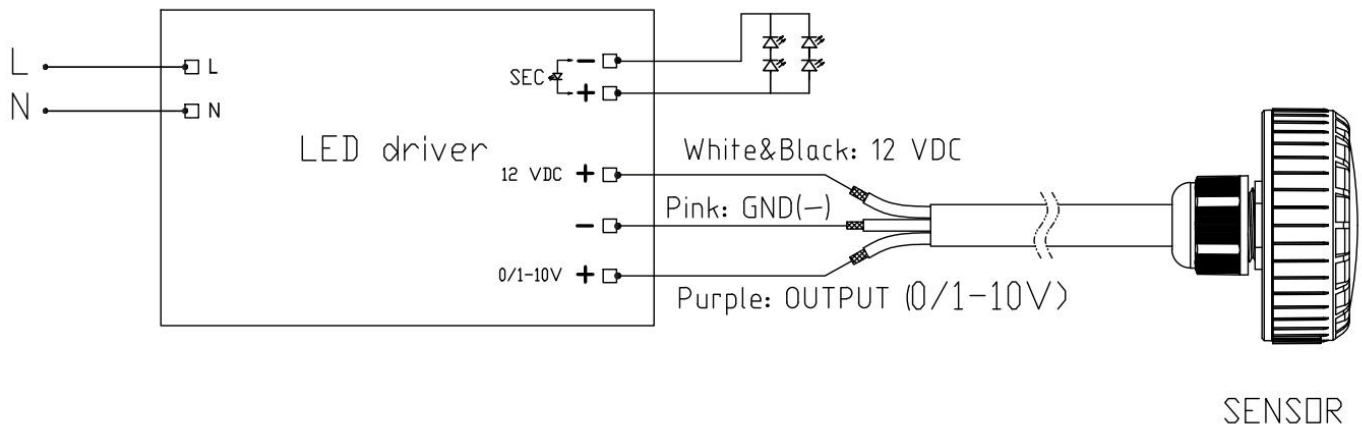 L
L
N
N
SEC
−
+
LED driver
12 VDC +
White&Black: 12 VDC
−
Pink: GND(−)
0/1-10V +
Purple: OUTPUT (0/1-10V)
SENSOR